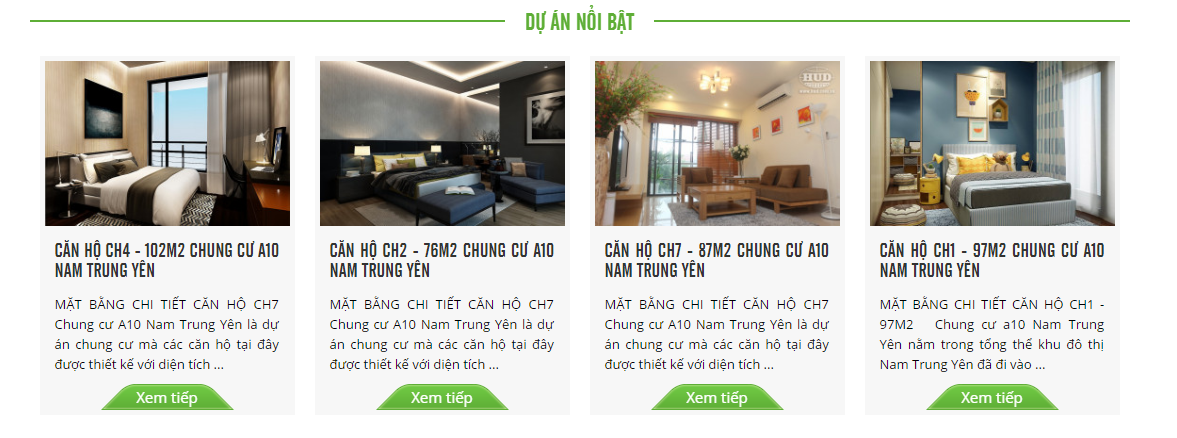 DỰ ÁN NỔI BẬT
HUD
CĂN HỘ CH4 - 102M2 CHUNG CƯ A10
NAM TRUNG YÊN
MẶT BẰNG CHI TIẾT CĂN HỘ CH7
Chung cư A10 Nam Trung Yên là dự
án chung cư mà các căn hộ tại đây
được thiết kế với diện tích ...
Xem tiếp
CĂN HỘ CH2 - 76M2 CHUNG CƯ A10
NAM TRUNG YÊN
MẶT BẰNG CHI TIẾT CĂN HỘ CH7
Chung cư A10 Nam Trung Yên là dự
án chung cư mà các căn hộ tại đây
được thiết kế với diện tích ...
Xem tiếp
CĂN HỘ CH7 - 87M2 CHUNG CƯ A10
NAM TRUNG YÊN
MẶT BẰNG CHI TIẾT CĂN HỘ CH7
Chung cư A10 Nam Trung Yên là dự
án chung cư mà các căn hộ tại đây
được thiết kế với diện tích ...
Xem tiếp
CĂN HỘ CH1 - 97M2 CHUNG CƯ A10
NAM TRUNG YÊN
MẶT BẰNG CHI TIẾT CĂN HỘ CH1 -
97M2 Chung cư a10 Nam Trung
Yên nằm trong tổng thể khu đô thị
Nam Trung Yên đã đi vào ...
Xem tiếp